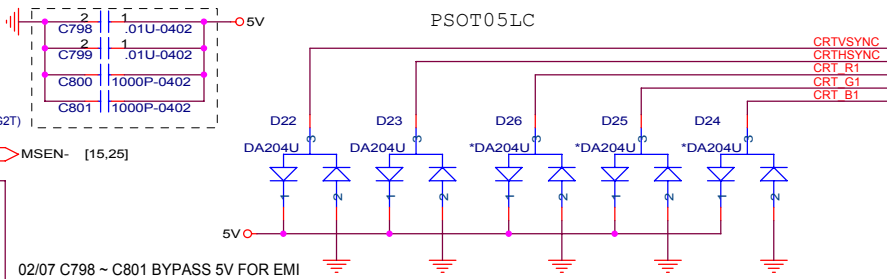 PSOT05LC
2 1
C798 .01U-0402
5V
2 1
C799 .01U-0402
C800 1000P-0402
C801 1000P-0402
CRTVSYNC
CRTHSYNC
CRT_R1
CRT_G1
CRT_B1
G2T)
MSEN- [15,25]
D22 D23 D26 D25 D24
3 3 3 3 3
DA204U DA204U *DA204U *DA204U *DA204U
1 2 1 2 1 2 1 2 1 2
5V
02/07 C798 ~ C801 BYPASS 5V FOR EMI